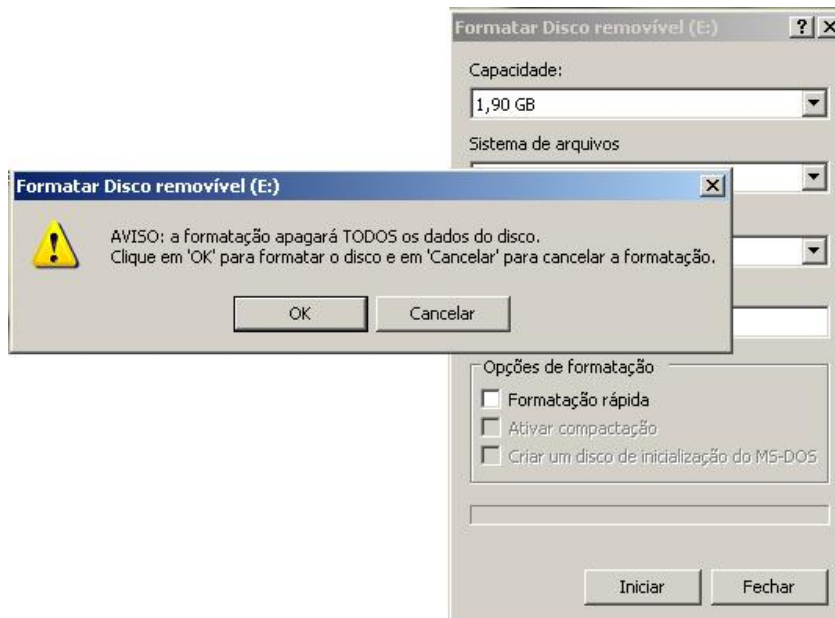 Formatar Disco removível (E:)
Capacidade:
1,90 GB
Sistema de arquivos
Formatar Disco removível (E:)
AVISO: a formatação apagará TODOS os dados do disco.
Clique em 'OK' para formatar o disco e em 'Cancelar' para cancelar a formatação.
OK
Cancelar
Opções de formatação
Formatação rápida
Ativar compactação
Criar um disco de inicialização do MS-DOS
Iniciar
Fechar